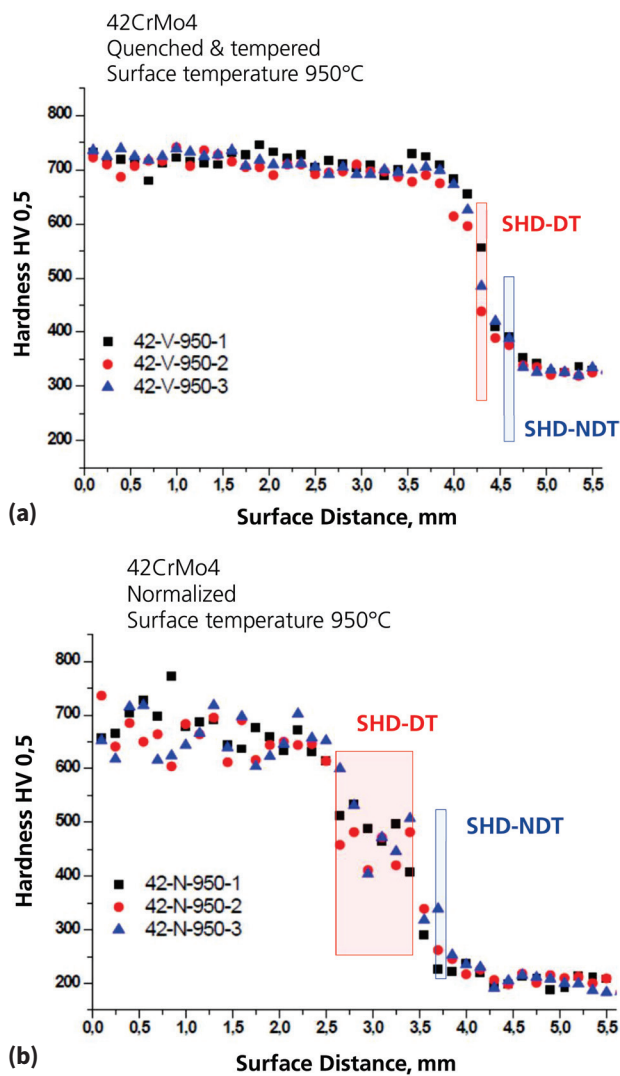 42CrMo4
Quenched & tempered
Surface temperature 950°C
800
700
600
500
400
300
200
Hardness HV 0,5
SHD-DT
42-V-950-1
42-V-950-2
42-V-950-3
SHD-NDT
0,0 0,5 1,0 1,5 2,0 2,5 3,0 3,5 4,0 4,5 5,0 5,5
(a)
Surface Distance, mm
42CrMo4
Normalized
Surface temperature 950°C
800
700
600
500
400
300
200
Hardness HV 0,5
SHD-DT
SHD-NDT
42-N-950-1
42-N-950-2
42-N-950-3
0,0 0,5 1,0 1,5 2,0 2,5 3,0 3,5 4,0 4,5 5,0 5,5
(b)
Surface Distance, mm